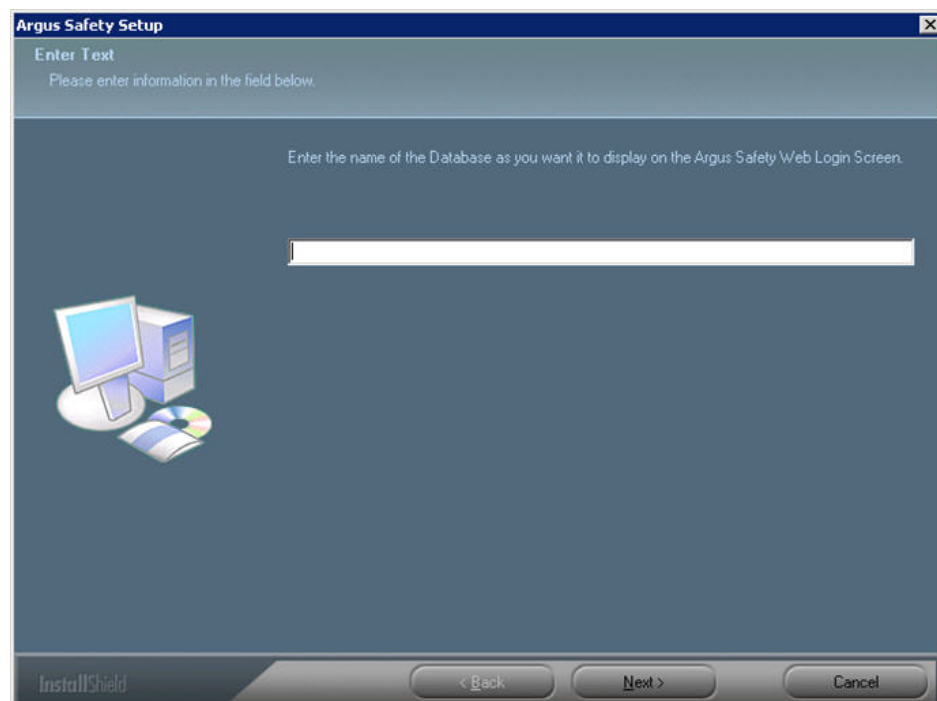 Argus Safety Setup
Enter Text
Please enter information in the field below.
Enter the name of the Database as you want it to display on the Argus Safety Web Login Screen.
InstallShield
< Back
Next >
Cancel